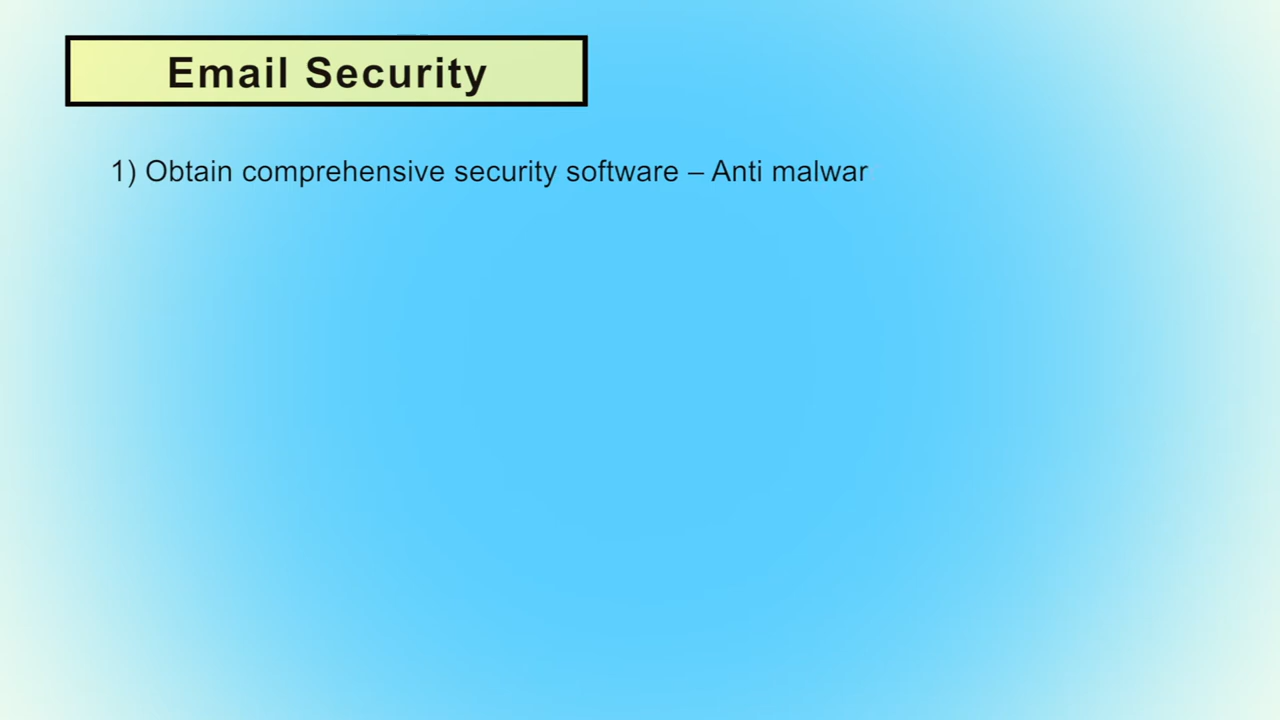 Email Security
1) Obtain comprehensive security software – Anti malwar